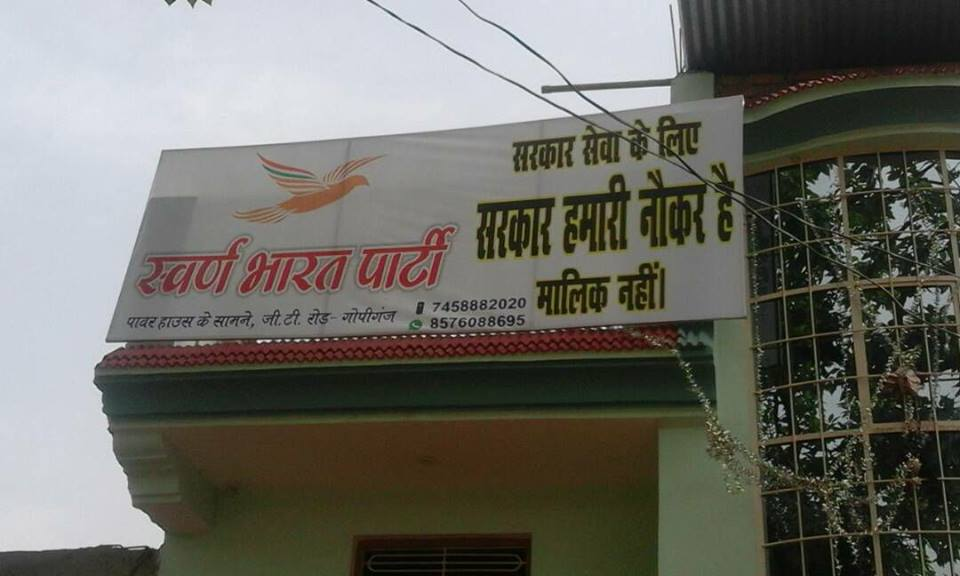 स्वर्ण भारत पार्टी
पावर हाउस के सामने, जी.टी. रोड- गोपीगंज
7458882020
8576088695
सरकार सेवा के लिए
सरकार हमारी नौकर है
मालिक नहीं।